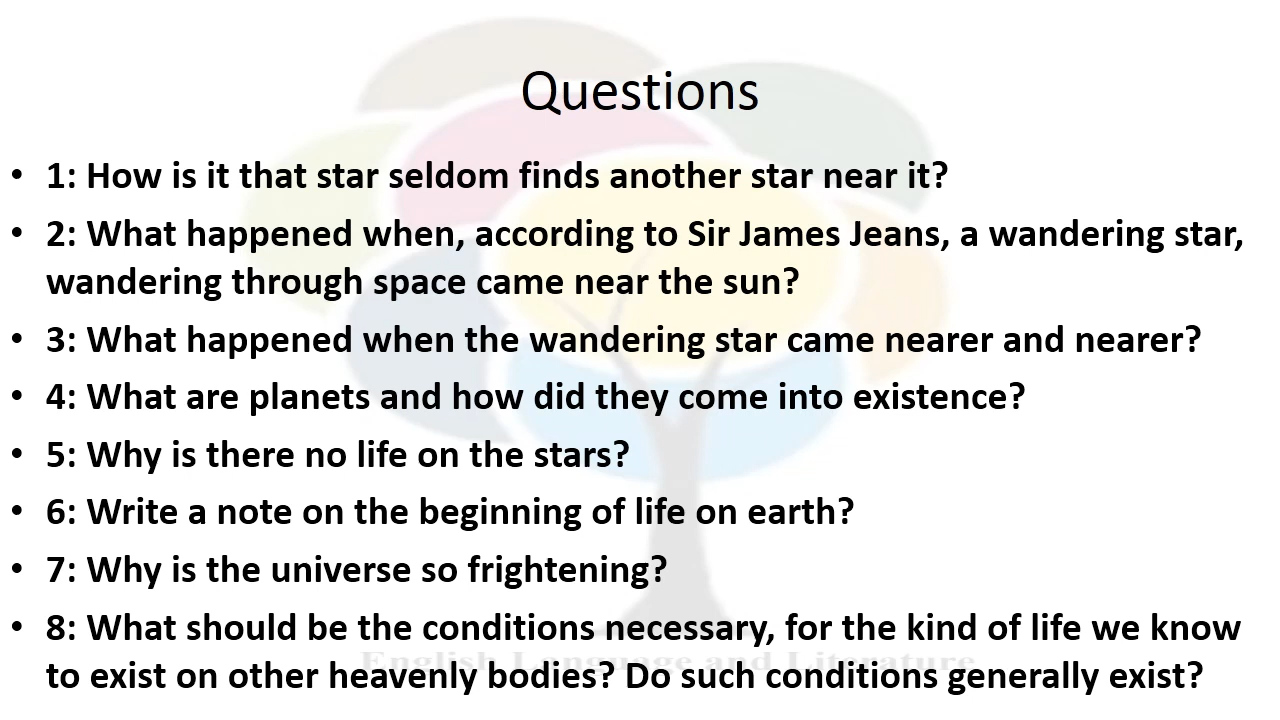 Questions
• 1: How is it that star seldom finds another star near it?
• 2: What happened when, according to Sir James Jeans, a wandering star,
wandering through space came near the sun?
• 3: What happened when the wandering star came nearer and nearer?
• 4: What are planets and how did they come into existence?
• 5: Why is there no life on the stars?
• 6: Write a note on the beginning of life on earth?
• 7: Why is the universe so frightening?
• 8: What should be the conditions necessary, for the kind of life we know
English Language and Literature
to exist on other heavenly bodies? Do such conditions generally exist?